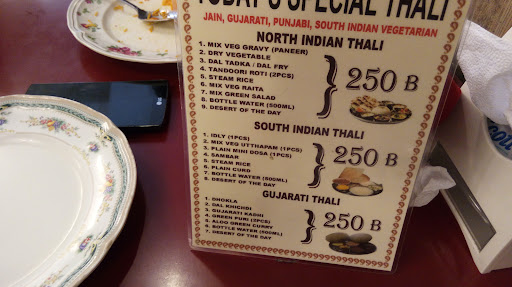 TODAY'S SPECIAL THALI
JAIN, GUJARATI, PUNJABI, SOUTH INDIAN VEGETARIAN
NORTH INDIAN THALI
1. MIX VEG GRAVY (PANEER)
2. DRY VEGETABLE
3. DAL TADKA / DAL FRY
4. TANDOORI ROTI (2PCS)
5. STEAM RICE
6. MIX VEG RAITA
7. MIX GREEN SALAD
8. BOTTLE WATER (500ML)
9. DESERT OF THE DAY
250 B
SOUTH INDIAN THALI
1. IDLY (1PCS)
2. MIX VEG UTTHAPAM (1PCS)
3. PLAIN MINI DOSA (1PCS)
4. SAMBAR
5. STEAM RICE
6. PLAIN CURD
7. BOTTLE WATER (500ML)
8. DESERT OF THE DAY
250 B
GUJARATI THALI
1. DHOKLA
2. DAL KHICHDI
3. GUJARATI KADHI
4. GREEN PURI (3PCS)
5. ALOO GREEN CURRY
6. BOTTLE WATER (500ML)
7. DESERT OF THE DAY
250 B